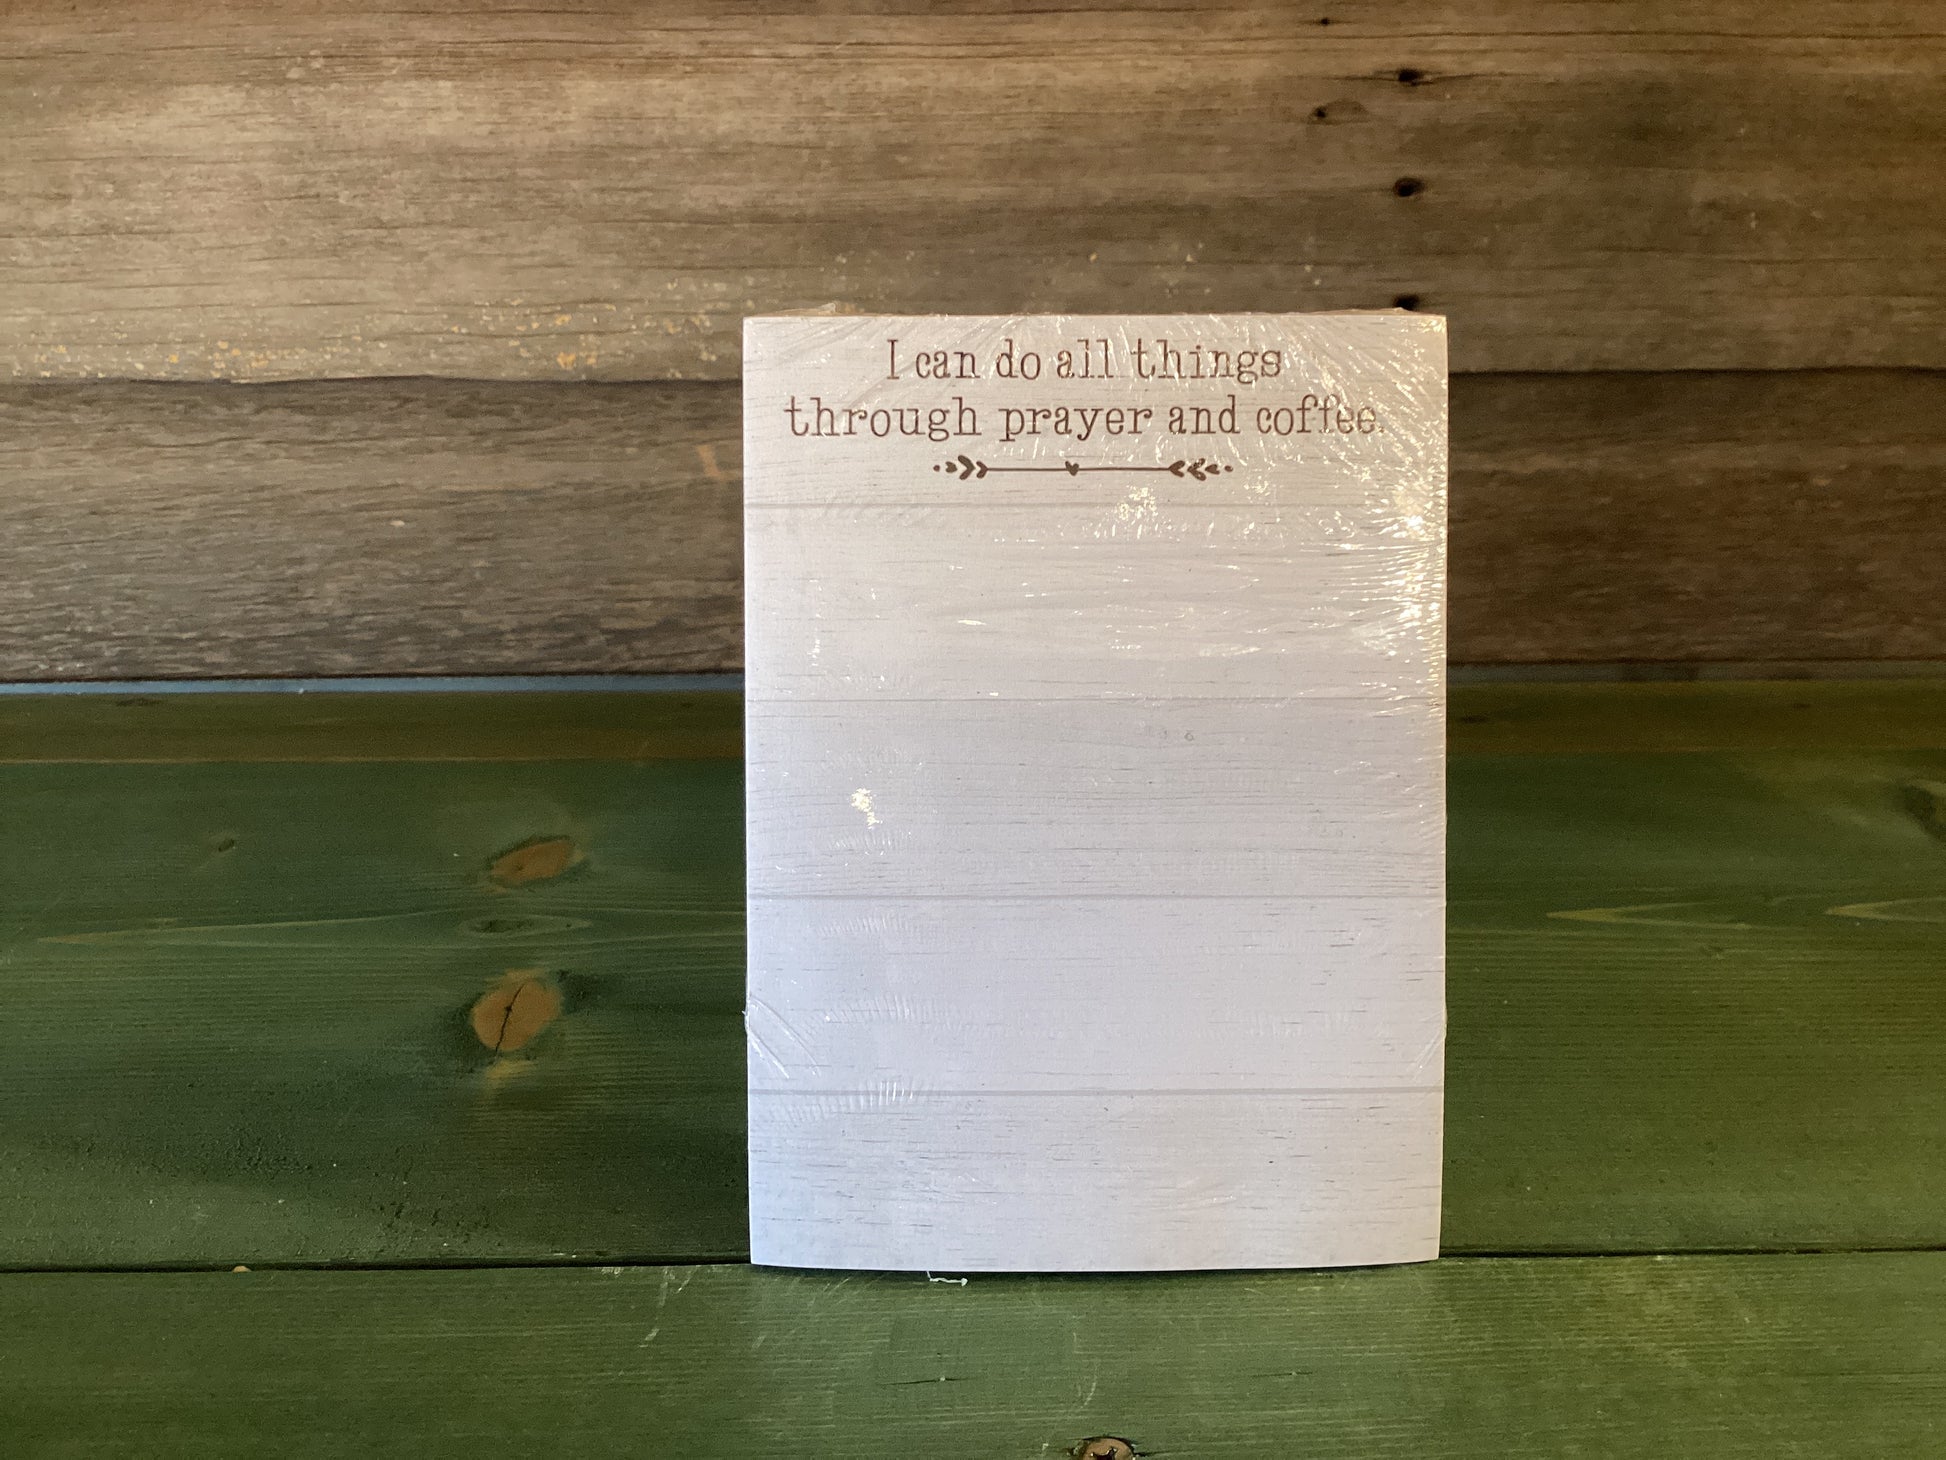 I can do all things
through prayer and coffee.